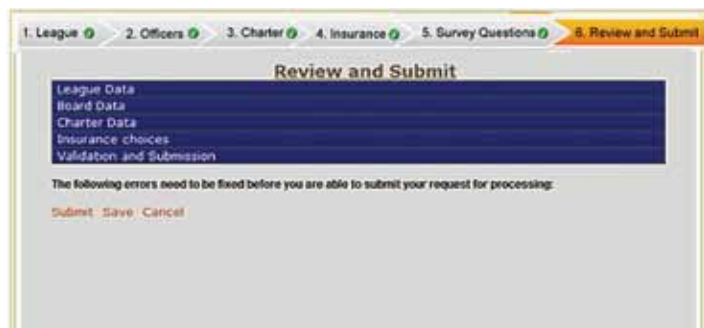 1. League 2. Officers 3. Charter 4. Insurance 5. Survey Questions 6. Review and Submit
Review and Submit
League Data
Board Data
Charter Data
Insurance choices
Validation and Submission
The following errors need to be fixed before you are able to submit your request for processing:
Submit Save Cancel